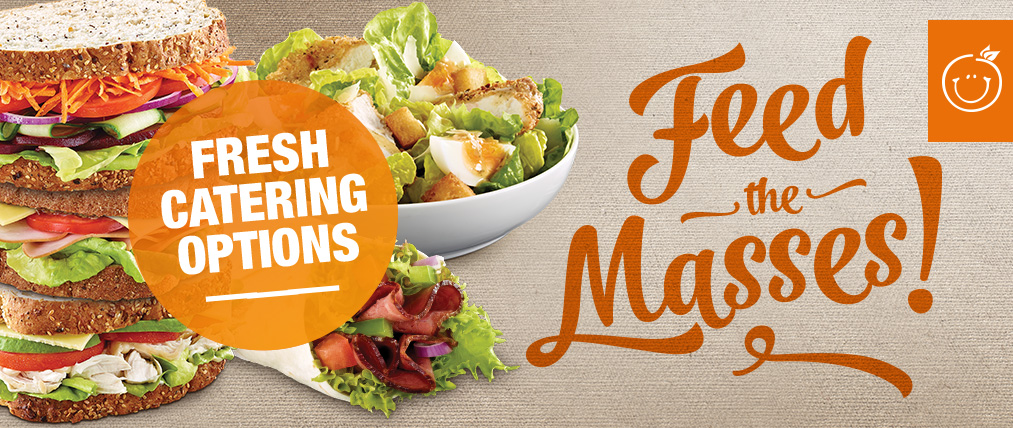 FRESH
CATERING
OPTIONS
Feed
the
Masses!